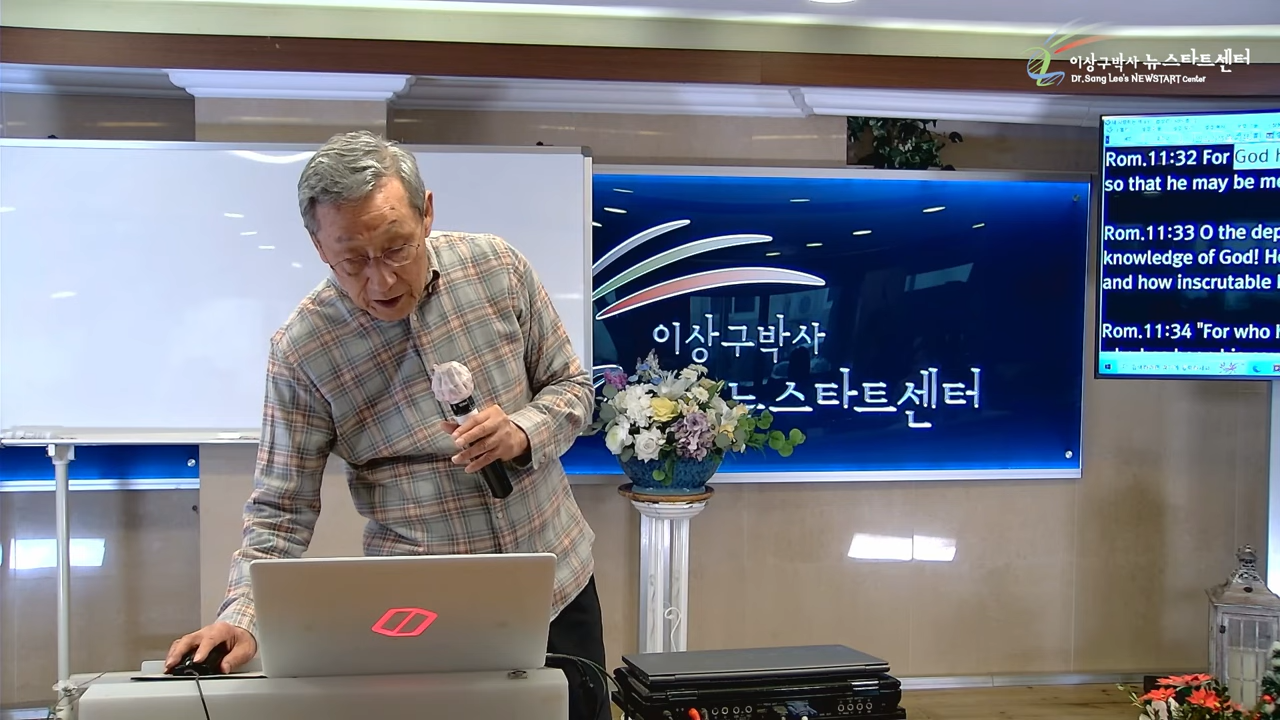 이상구박사 뉴스타트센터
Dr. Sang Lee's NEWSTART Center
Rom.11:32 For God
so that he may be
Rom.11:33 O the
knowledge of God!
and how inscrutable
Rom.11:34 "For who
이상구박사
뉴스타트센터